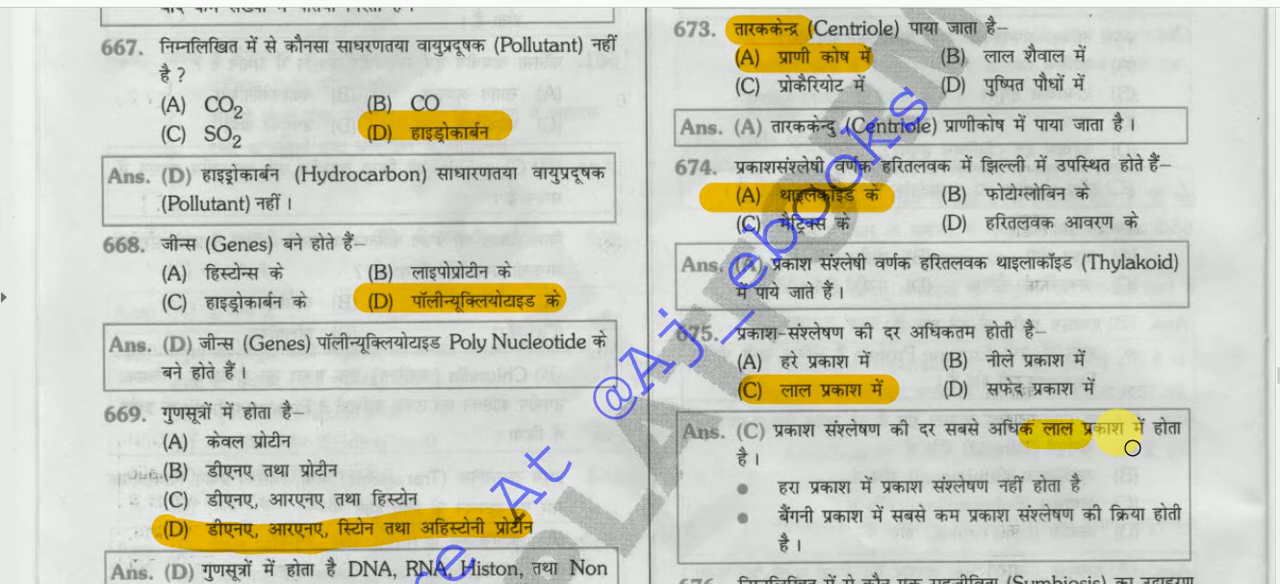 667. निम्नलिखित में से कौनसा साधरणतया वायुप्रदूषक (Pollutant) नहीं
है ?
(A) CO2 (B) CO
(C) SO2 (D) हाइड्रोकार्बन
Ans. (D) हाइड्रोकार्बन (Hydrocarbon) साधारणतया वायुप्रदूषक
(Pollutant) नहीं ।
668. जीन्स (Genes) बने होते हैं–
(A) हिस्टोन्स के (B) लाइपोप्रोटीन के
(C) हाइड्रोकार्बन के (D) पॉलीन्यूक्लियोटाइड के
Ans. (D) जीन्स (Genes) पॉलीन्यूक्लियोटाइड Poly Nucleotide के
बने होते हैं ।
669. गुणसूत्रों में होता है–
(A) केवल प्रोटीन
(B) डीएनए तथा प्रोटीन
(C) डीएनए, आरएनए तथा हिस्टोन
(D) डीएनए, आरएनए, स्टिोन तथा अहिस्टोनी प्रोटीन
Ans. (D) गुणसूत्रों में होता है DNA, RNA, Histon, तथा Non
673. तारककेन्द्र (Centriole) पाया जाता है–
(A) प्राणी कोष में (B) लाल शैवाल में
(C) प्रोकैरियोट में (D) पुष्पित पौधों में
Ans. (A) तारककेन्दु (Centriole) प्राणीकोष में पाया जाता है ।
674. प्रकाशसंश्लेषी वर्णक हरितलवक में झिल्ली में उपस्थित होते हैं–
(A) थाइलेकॉइड के (B) फोटोग्लोबिन के
(C) मैट्रिक्स के (D) हरितलवक आवरण के
Ans. (A) प्रकाश संश्लेषी वर्णक हरितलवक थाइलाकॉइड (Thylakoid)
में पाये जाते हैं ।
675. प्रकाश-संश्लेषण की दर अधिकतम होती है–
(A) हरे प्रकाश में (B) नीले प्रकाश में
(C) लाल प्रकाश में (D) सफेद प्रकाश में
Ans. (C) प्रकाश संश्लेषण की दर सबसे अधिक लाल प्रकाश में होता
है ।
• हरा प्रकाश में प्रकाश संश्लेषण नहीं होता है
• बैंगनी प्रकाश में सबसे कम प्रकाश संश्लेषण की क्रिया होती
है ।
At @Aj_ebooks